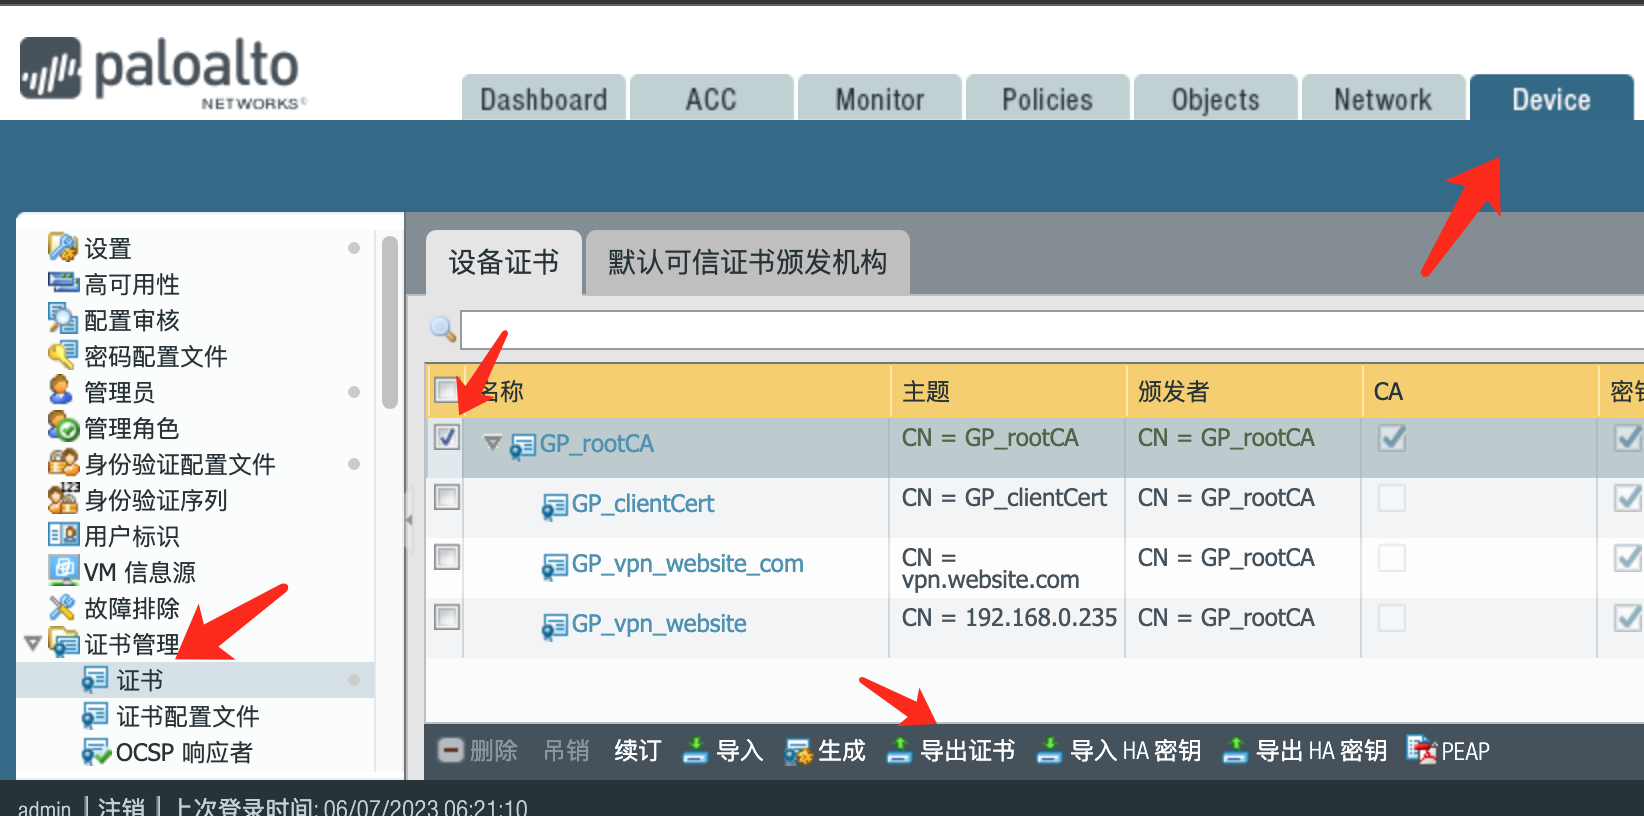 paloalto
NETWORKS
Dashboard ACC Monitor Policies Objects Network Device
设置
高可用性
配置审核
密码配置文件
管理员
管理角色
身份验证配置文件
身份验证序列
用户标识
VM 信息源
故障排除
证书管理
证书
证书配置文件
OCSP 响应者
设备证书 默认可信证书颁发机构
名称 主题 颁发者 CA
GP_rootCA CN = GP_rootCA CN = GP_rootCA
GP_clientCert CN = GP_clientCert CN = GP_rootCA
GP_vpn_website_com CN = vpn.website.com CN = GP_rootCA
GP_vpn_website CN = 192.168.0.235 CN = GP_rootCA
删除 吊销 续订 导入 生成 导出证书 导入 HA 密钥 导出 HA 密钥 PEAP
admin | 注销 | 上次登录时间: 06/07/2023 06:21:10